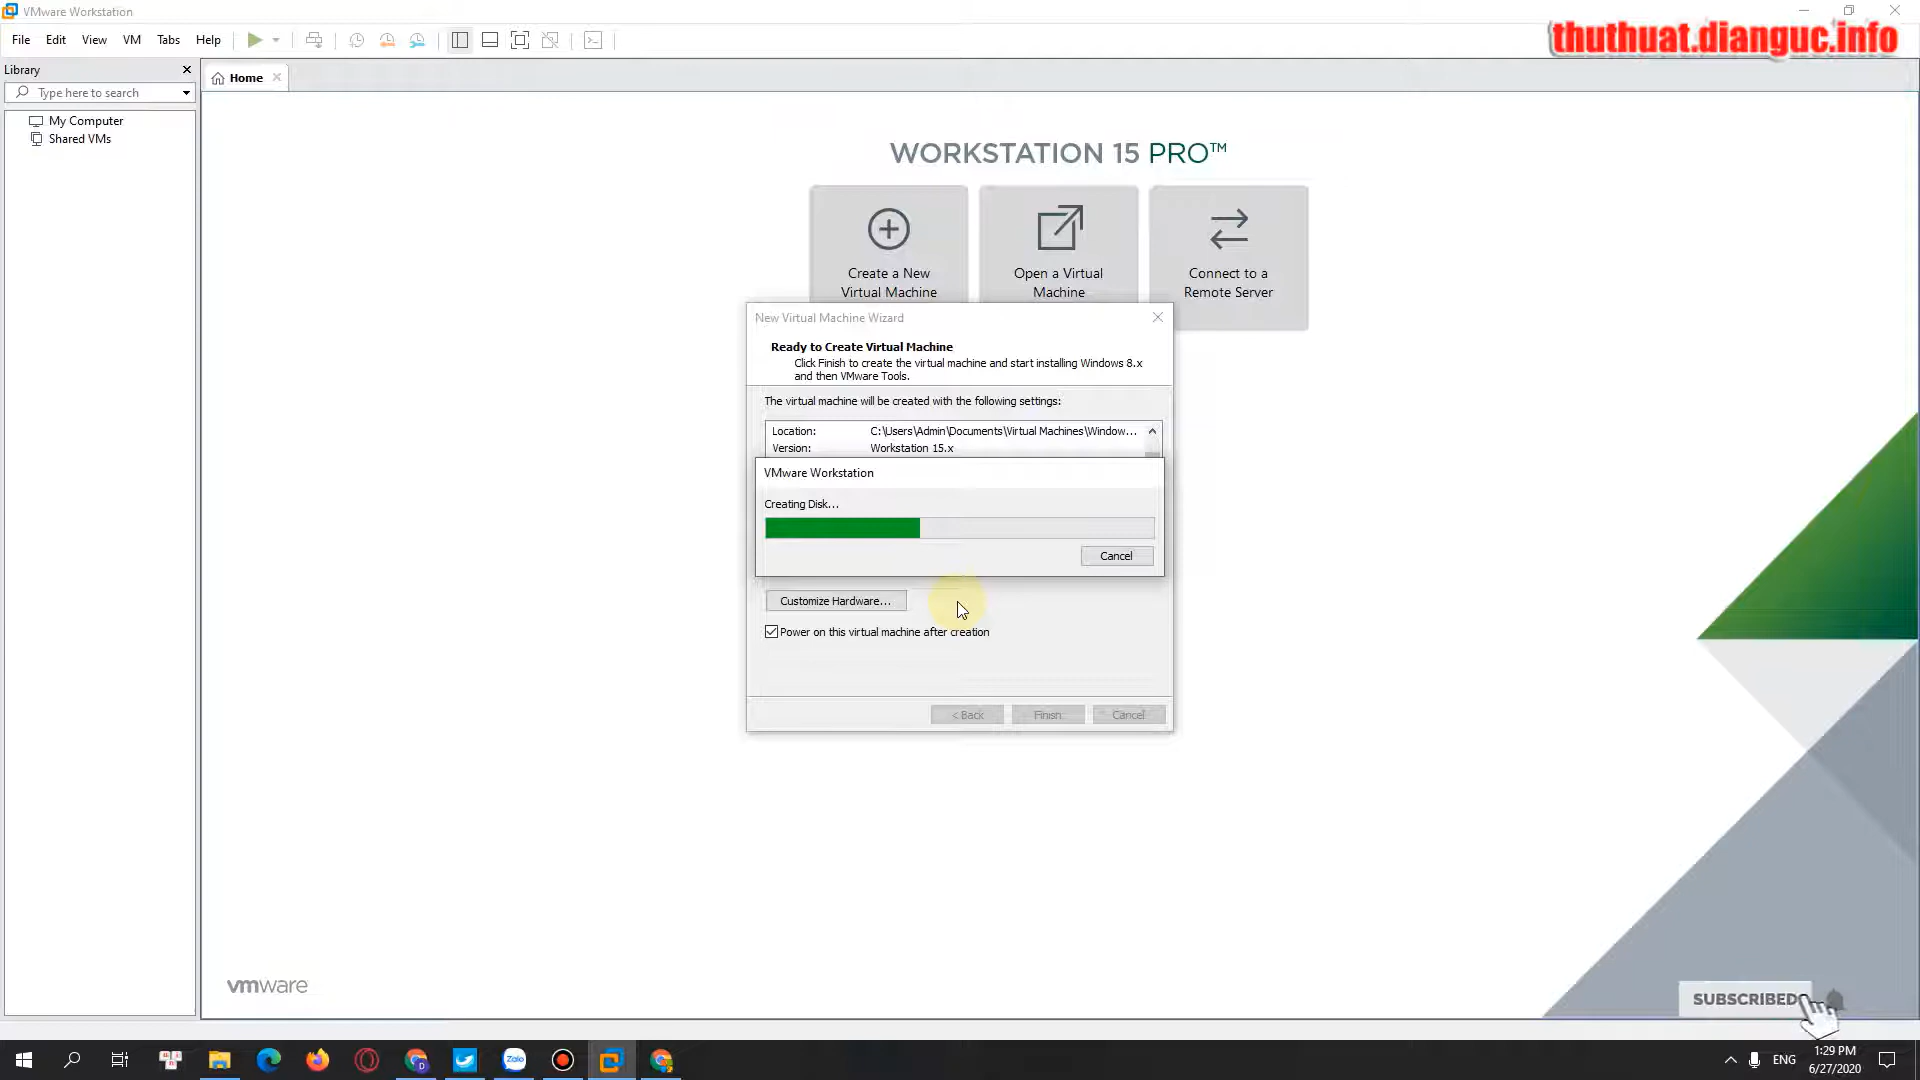 VMware Workstation
File Edit View VM Tabs Help
thuthuat.dianguc.info
Library
Home
Type here to search
My Computer
Shared VMs
WORKSTATION 15 PRO™
Create a New
Virtual Machine
Open a Virtual
Machine
Connect to a
Remote Server
New Virtual Machine Wizard
Ready to Create Virtual Machine
Click Finish to create the virtual machine and start installing Windows 8.x
and then VMware Tools.
The virtual machine will be created with the following settings:
Location: C:\Users\Admin\Documents\Virtual Machines\Window...
Version: Workstation 15.x
VMware Workstation
Creating Disk...
Cancel
Customize Hardware...
Power on this virtual machine after creation
< Back Finish Cancel
vmware
SUBSCRIBED
Zalo
D
ENG
1:29 PM
6/27/2020